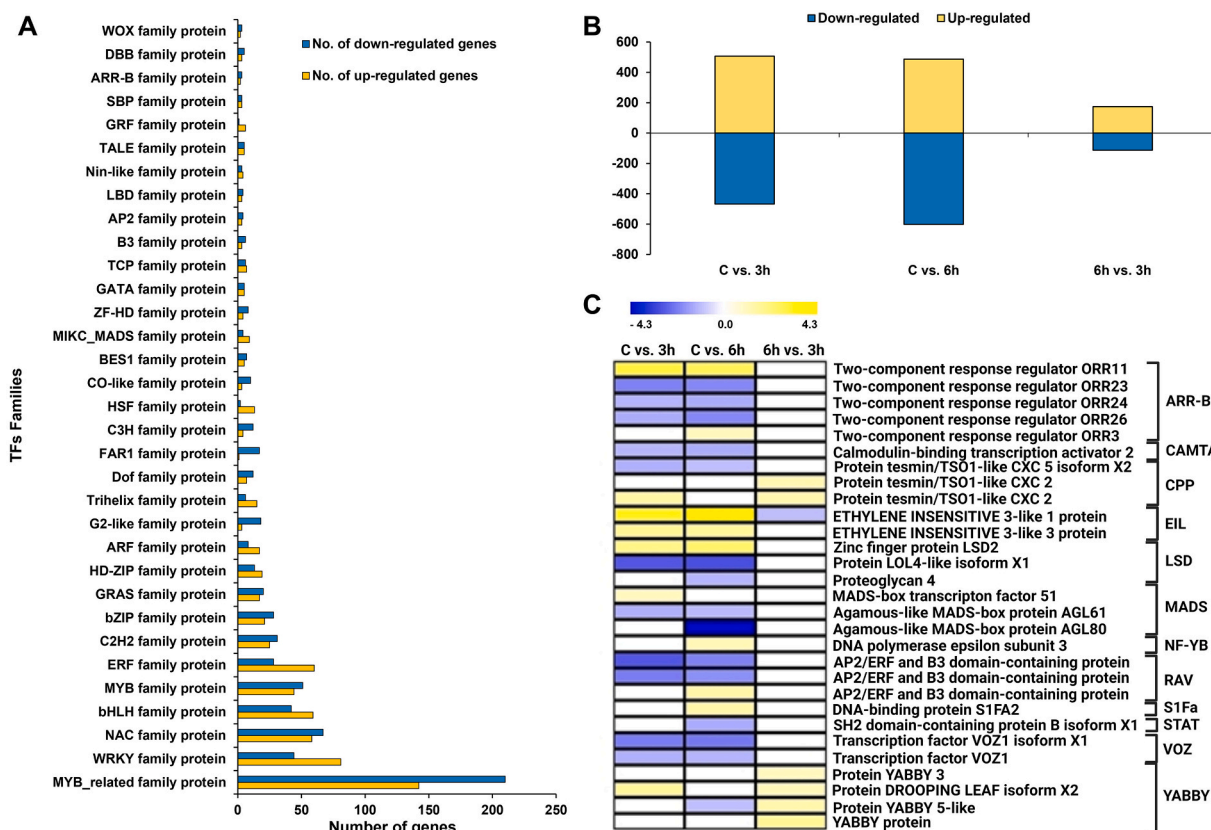 A
TFs Families
WOX family protein
DBB family protein
ARR-B family protein
SBP family protein
GRF family protein
TALE family protein
Nin-like family protein
LBD family protein
AP2 family protein
B3 family protein
TCP family protein
GATA family protein
ZF-HD family protein
MIKC_MADS family protein
BES1 family protein
CO-like family protein
HSF family protein
C3H family protein
FAR1 family protein
Dof family protein
Trihelix family protein
G2-like family protein
ARF family protein
HD-ZIP family protein
GRAS family protein
bZIP family protein
C2H2 family protein
ERF family protein
MYB family protein
bHLH family protein
NAC family protein
WRKY family protein
MYB_related family protein
No. of down-regulated genes
No. of up-regulated genes
0 50 100 150 200 250
Number of genes
B
Down-regulated Up-regulated
600
400
200
0
-200
-400
-600
-800
C vs. 3h C vs. 6h 6h vs. 3h
C
- 4.3 0.0 4.3
C vs. 3h C vs. 6h 6h vs. 3h
Two-component response regulator ORR11
Two-component response regulator ORR23
Two-component response regulator ORR24
Two-component response regulator ORR26
Two-component response regulator ORR3
Calmodulin-binding transcription activator 2
Protein tesmin/TSO1-like CXC 5 isoform X2
Protein tesmin/TSO1-like CXC 2
Protein tesmin/TSO1-like CXC 2
ETHYLENE INSENSITIVE 3-like 1 protein
ETHYLENE INSENSITIVE 3-like 3 protein
Zinc finger protein LSD2
Protein LOL4-like isoform X1
Proteoglycan 4
MADS-box transcripton factor 51
Agamous-like MADS-box protein AGL61
Agamous-like MADS-box protein AGL80
DNA polymerase epsilon subunit 3
AP2/ERF and B3 domain-containing protein
AP2/ERF and B3 domain-containing protein
AP2/ERF and B3 domain-containing protein
DNA-binding protein S1FA2
SH2 domain-containing protein B isoform X1
Transcription factor VOZ1 isoform X1
Transcription factor VOZ1
Protein YABBY 3
Protein DROOPING LEAF isoform X2
Protein YABBY 5-like
YABBY protein
ARR-B
CAMTA
CPP
EIL
LSD
MADS
NF-YB
RAV
S1Fa
STAT
VOZ
YABBY